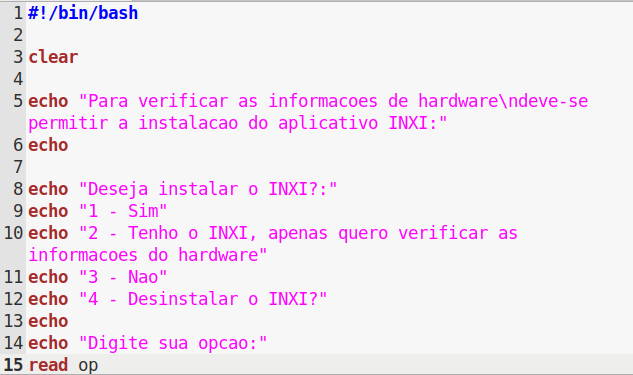 1 #!/bin/bash
2
3 clear
4
5 echo "Para verificar as informacoes de hardware\ndeve-se
permitir a instalacao do aplicativo INXI:"
6 echo
7
8 echo "Deseja instalar o INXI?:"
9 echo "1 - Sim"
10 echo "2 - Tenho o INXI, apenas quero verificar as
informacoes do hardware"
11 echo "3 - Nao"
12 echo "4 - Desinstalar o INXI?"
13 echo
14 echo "Digite sua opcao:"
15 read op